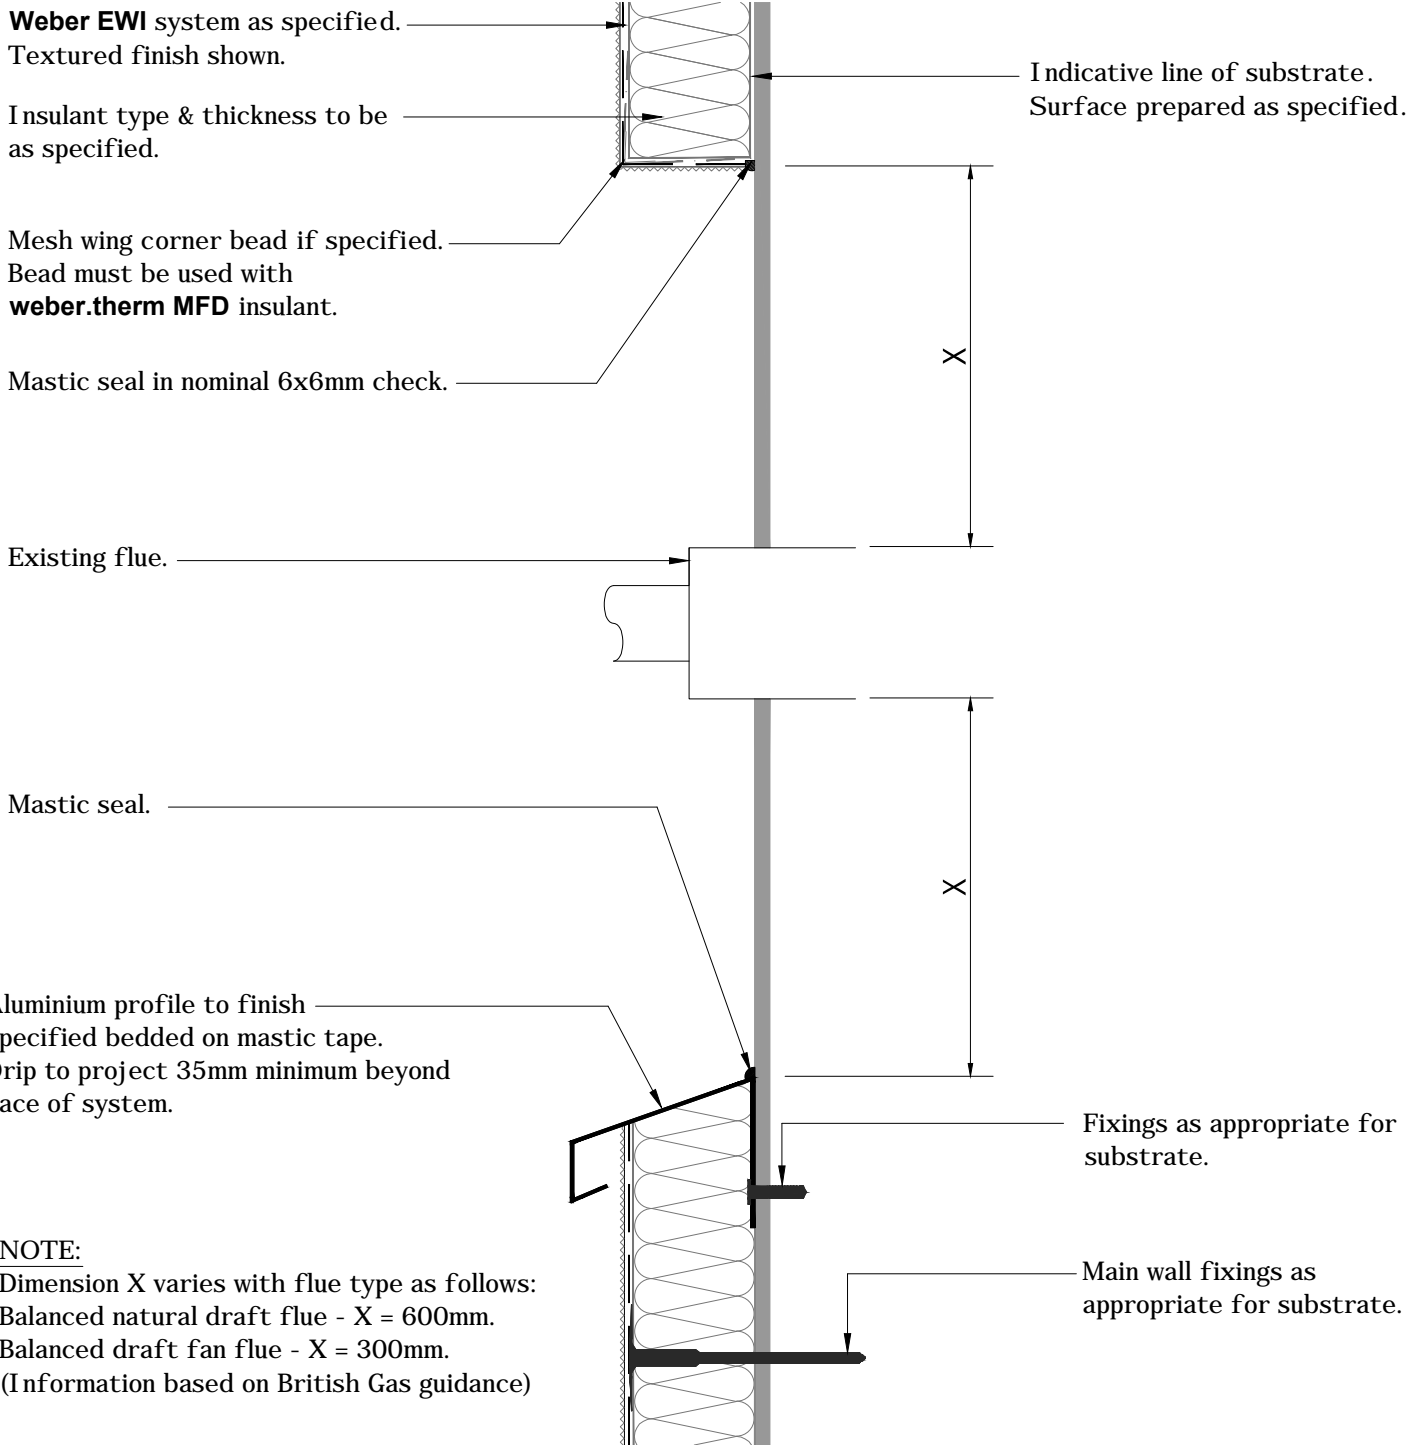 Weber EWI system as specified.
Textured finish shown.
Insulant type & thickness to be
as specified.
Mesh wing corner bead if specified.
Bead must be used with
weber.therm MFD insulant.
Mastic seal in nominal 6x6mm check.
Existing flue.
Mastic seal.
luminium profile to finish
pecified bedded on mastic tape.
rip to project 35mm minimum beyond
ace of system.
NOTE:
Dimension X varies with flue type as follows:
Balanced natural draft flue - X = 600mm.
Balanced draft fan flue - X = 300mm.
(Information based on British Gas guidance)
Indicative line of substrate.
Surface prepared as specified.
X
X
Fixings as appropriate for
substrate.
Main wall fixings as
appropriate for substrate.